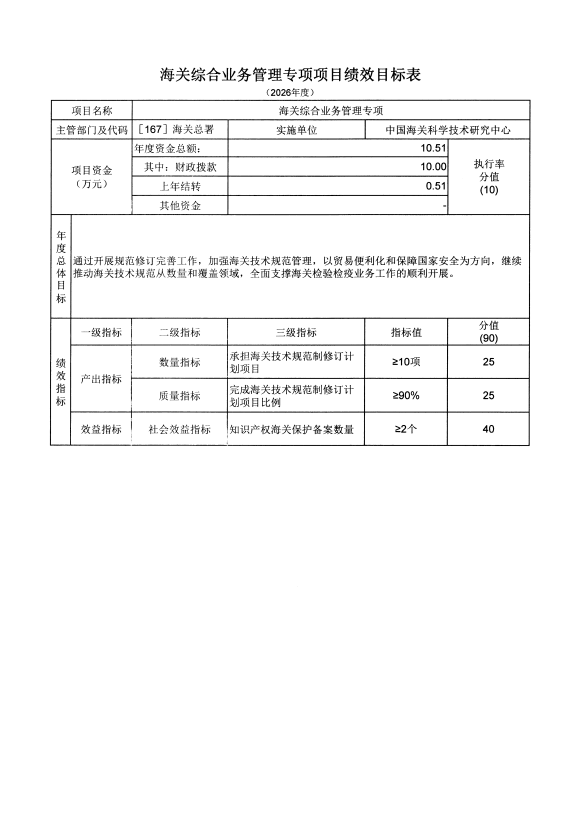 海关综合业务管理专项项目绩效目标表
（2026年度）
项目名称 海关综合业务管理专项
主管部门及代码 ［167］海关总署 实施单位 中国海关科学技术研究中心
项目资金
（万元）
年度资金总额： 10.51
其中：财政拨款 10.00
上年结转 0.51
其他资金 -
执行率
分值
(10)
年度总体目标
通过开展规范修订完善工作，加强海关技术规范管理，以贸易便利化和保障国家安全为方向，继续
推动海关技术规范从数量和覆盖领域，全面支撑海关检验检疫业务工作的顺利开展。
绩效指标
一级指标 二级指标 三级指标 指标值 分值
(90)
产出指标
数量指标 承担海关技术规范制修订计
划项目 ≥10项 25
质量指标 完成海关技术规范制修订计
划项目比例 ≥90% 25
效益指标 社会效益指标 知识产权海关保护备案数量 ≥2个 40